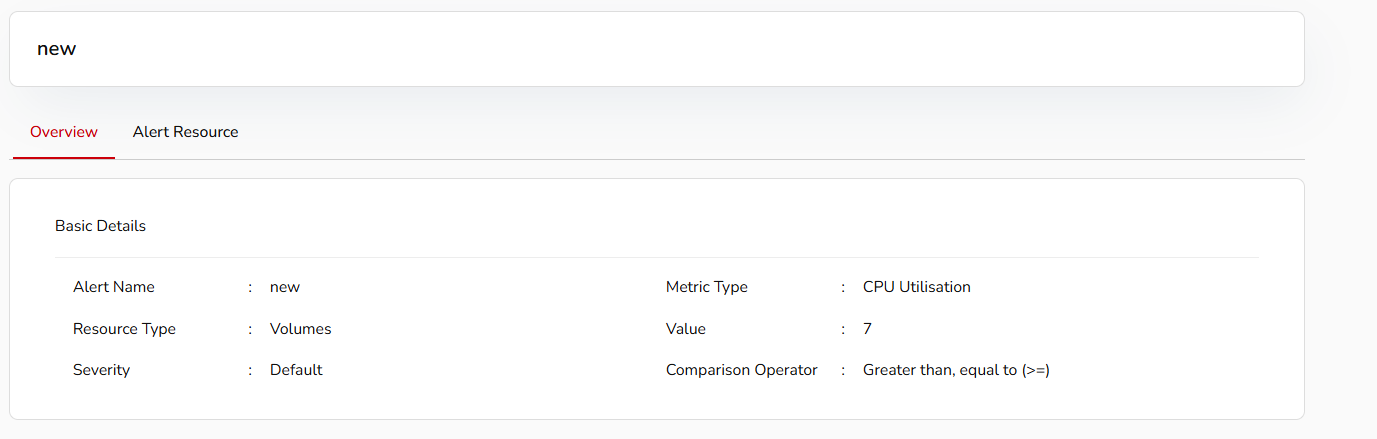 new
Overview Alert Resource
Basic Details
Alert Name : new Metric Type : CPU Utilisation
Resource Type : Volumes Value : 7
Severity : Default Comparison Operator : Greater than, equal to (>=)